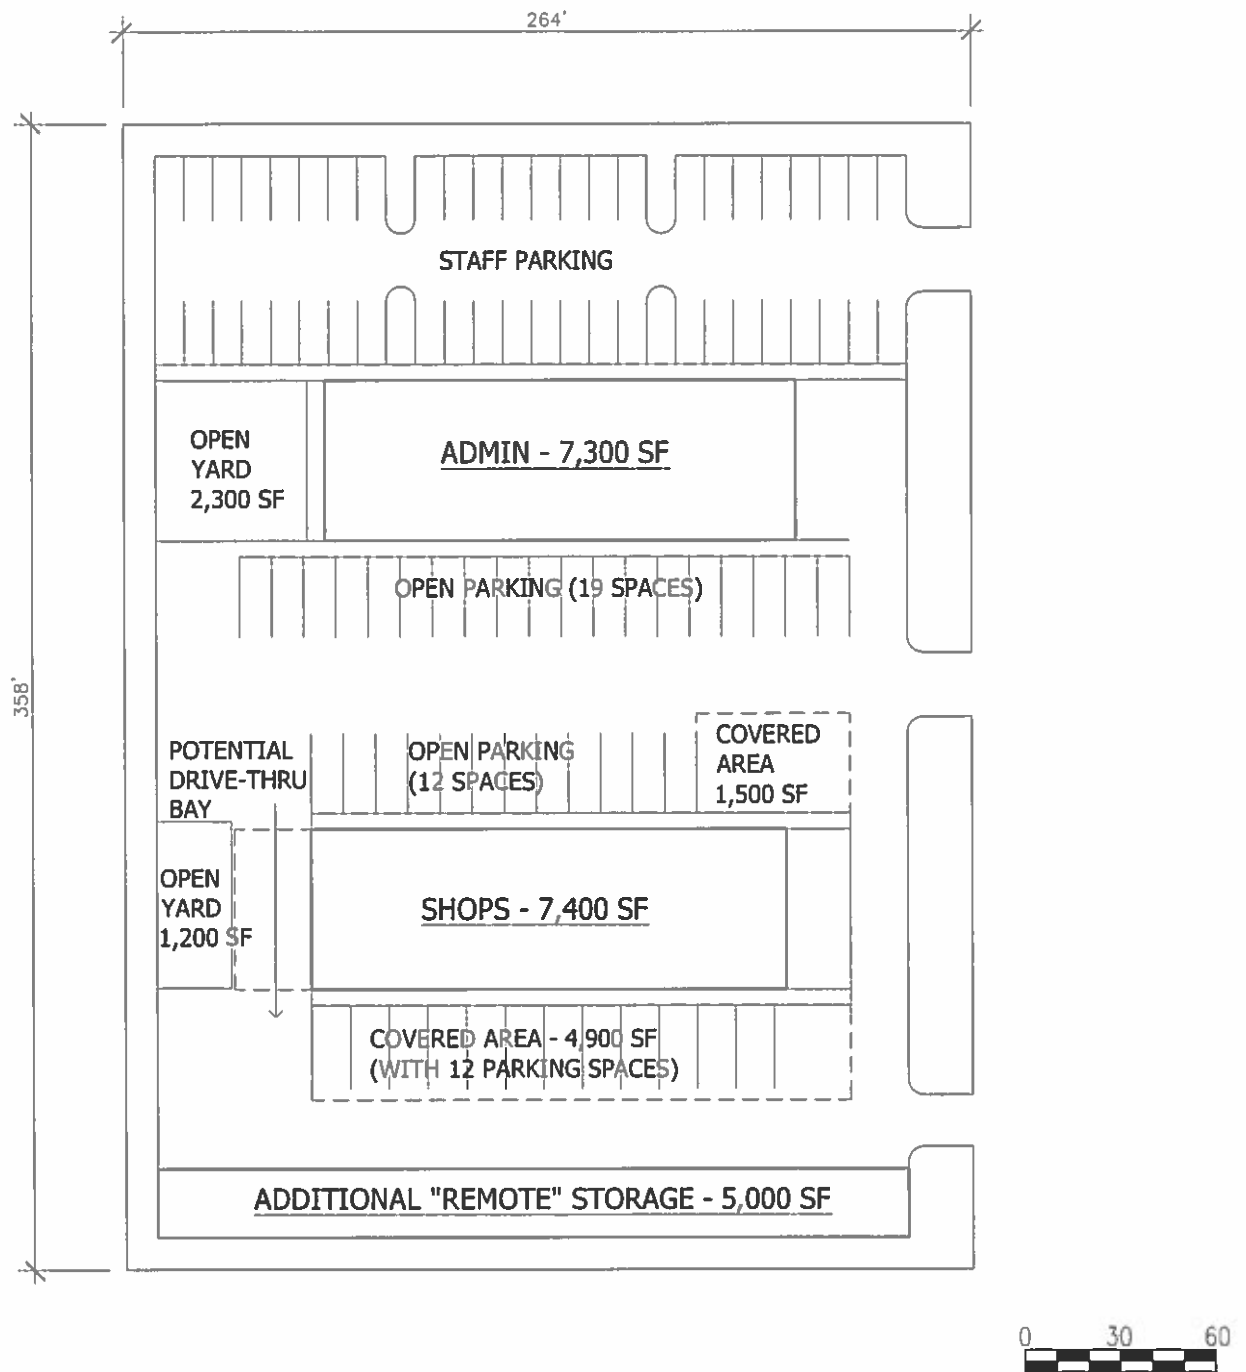 264'
STAFF PARKING
OPEN
YARD
2,300 SF
ADMIN - 7,300 SF
OPEN PARKING (19 SPACES)
358'
POTENTIAL
DRIVE-THRU
BAY
OPEN PARKING
(12 SPACES)
COVERED
AREA
1,500 SF
OPEN
YARD
1,200 SF
SHOPS - 7,400 SF
COVERED AREA - 4,900 SF
(WITH 12 PARKING SPACES)
ADDITIONAL "REMOTE" STORAGE - 5,000 SF
0 30 60